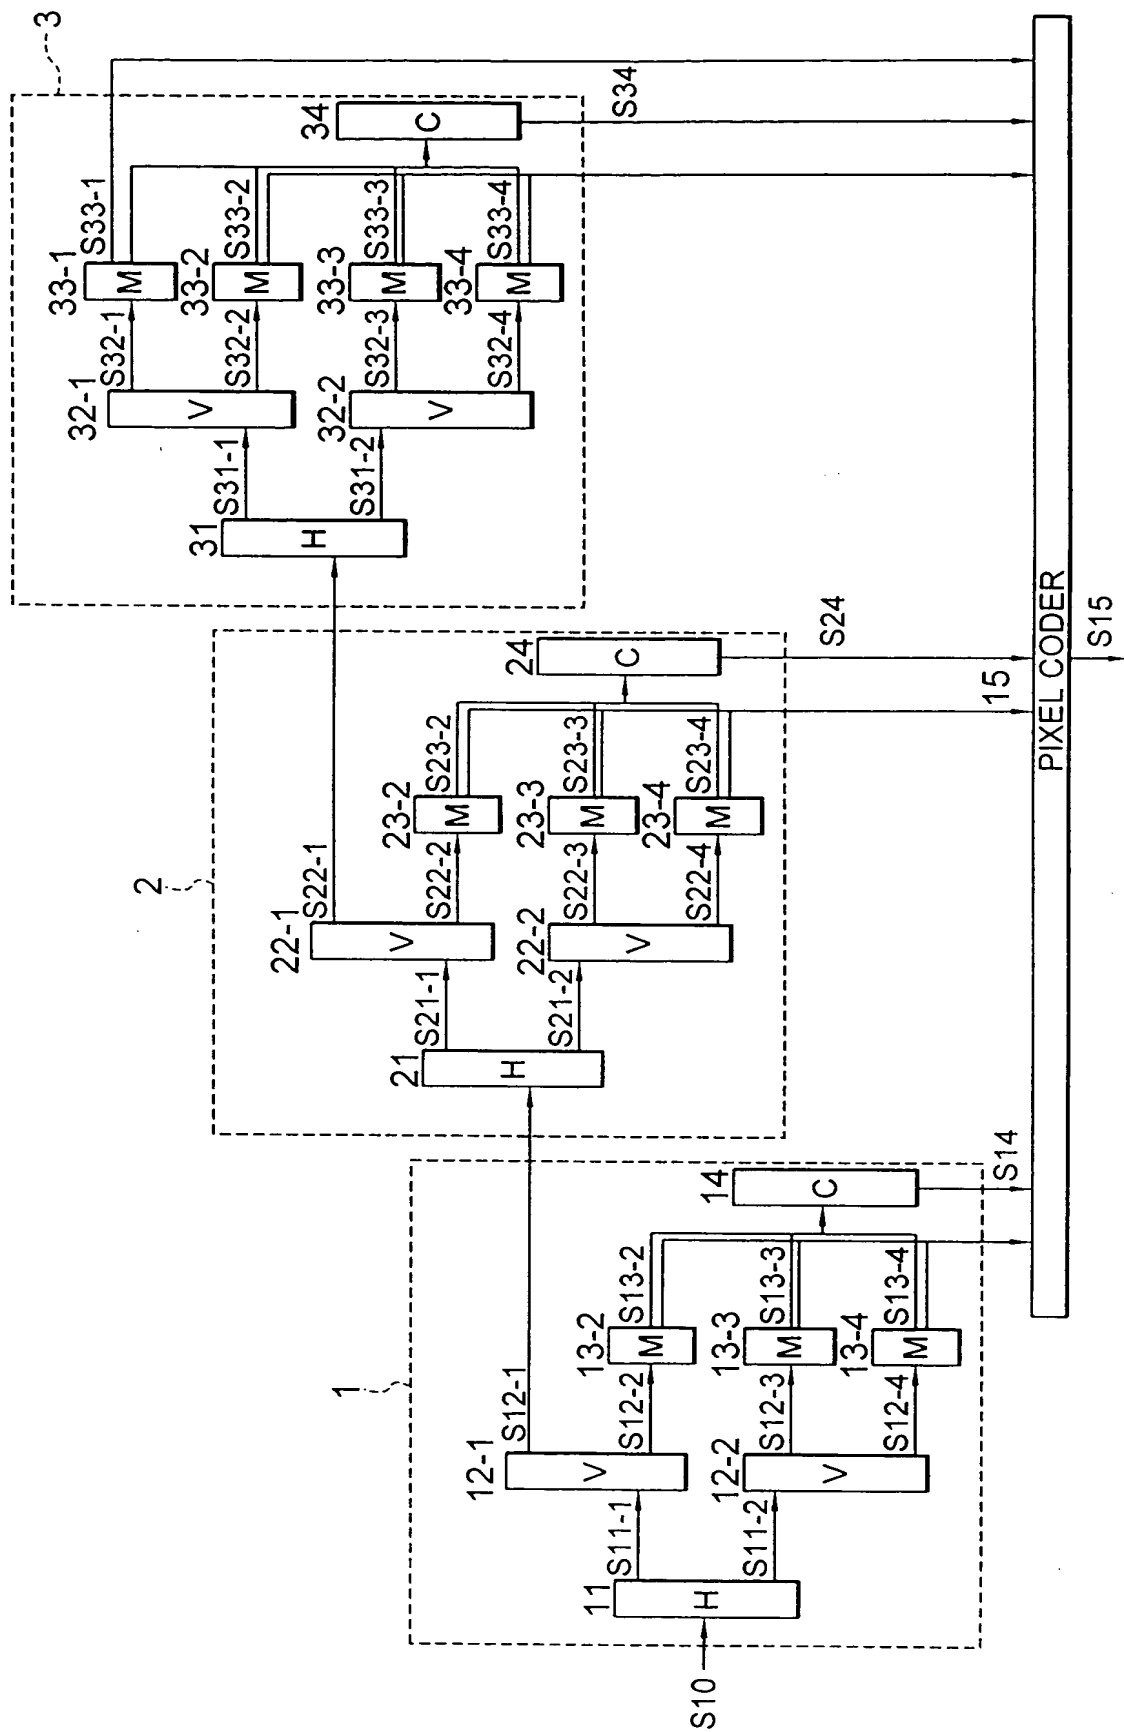 3
33-1
S33-1
S32-1
32-1
V
M
S32-2
33-2
M
S33-2
34
C
S34
S31-1
31
H
S31-2
32-2
V
S32-3
33-3
M
S33-3
S32-4
33-4
M
S33-4
2
S22-1
22-1
V
S22-2
23-2
M
S23-2
24
C
S24
S21-1
21
H
S21-2
22-2
V
S22-3
23-3
M
S23-3
S22-4
23-4
M
S23-4
1
S12-1
12-1
V
S12-2
13-2
M
S13-2
14
C
S14
S11-1
11
H
S10
S11-2
12-2
V
S12-3
13-3
M
S13-3
S12-4
13-4
M
S13-4
15
PIXEL CODER
S15